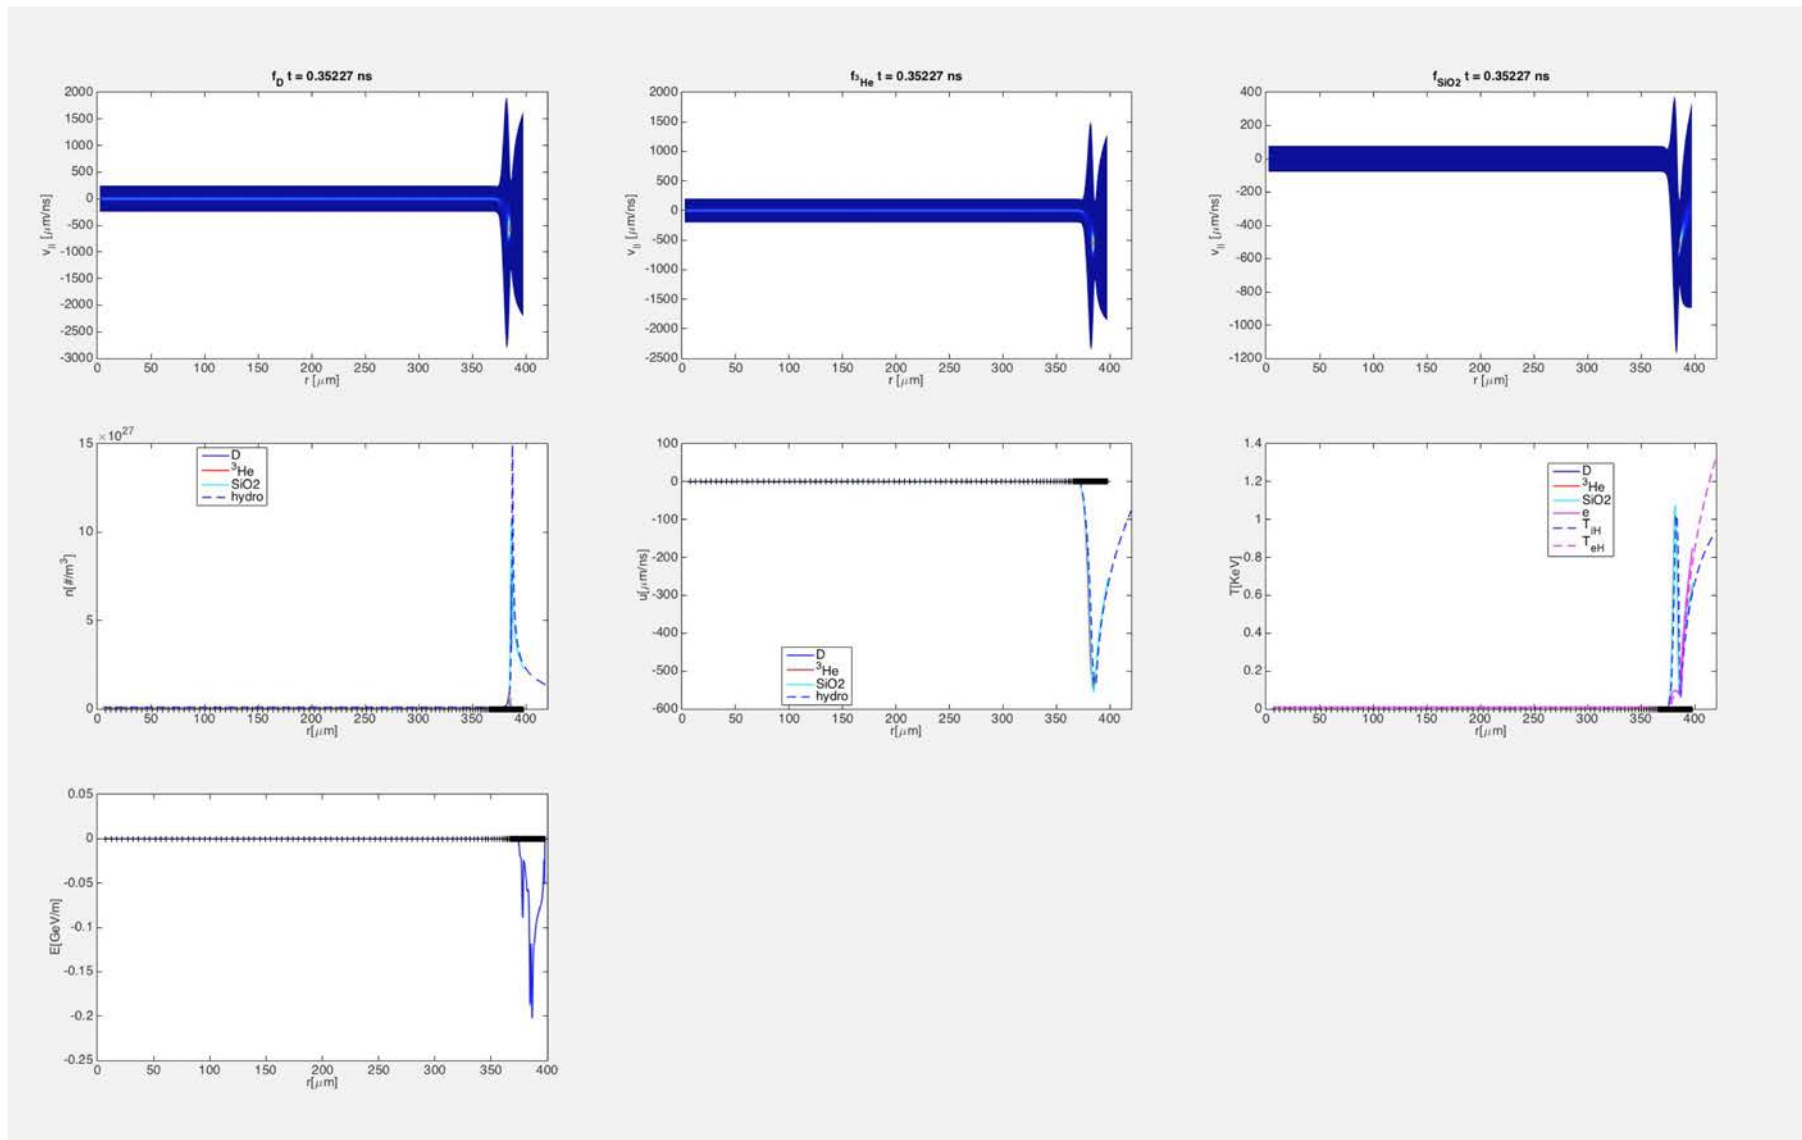 f_D t = 0.35227 ns
2000
1500
1000
500
0
-500
-1000
-1500
-2000
-2500
-3000
v_|| [μm/ns]
0 50 100 150 200 250 300 350 400
r [μm]
f_³He t = 0.35227 ns
2000
1500
1000
500
0
-500
-1000
-1500
-2000
-2500
v_|| [μm/ns]
0 50 100 150 200 250 300 350 400
r [μm]
f_SiO2 t = 0.35227 ns
400
200
0
-200
-400
-600
-800
-1000
-1200
v_|| [μm/ns]
0 50 100 150 200 250 300 350 400
r [μm]
×10^27
15
10
5
0
n[#/m³]
D
³He
SiO2
hydro
0 50 100 150 200 250 300 350 400
r[μm]
100
0
-100
-200
-300
-400
-500
-600
u[μm/ns]
D
³He
SiO2
hydro
0 50 100 150 200 250 300 350 400
r[μm]
1.4
1.2
1
0.8
0.6
0.4
0.2
0
T[KeV]
D
³He
SiO2
e
T_iH
T_eH
0 50 100 150 200 250 300 350 400
r[μm]
0.05
0
-0.05
-0.1
-0.15
-0.2
-0.25
E[GeV/m]
0 50 100 150 200 250 300 350 400
r[μm]